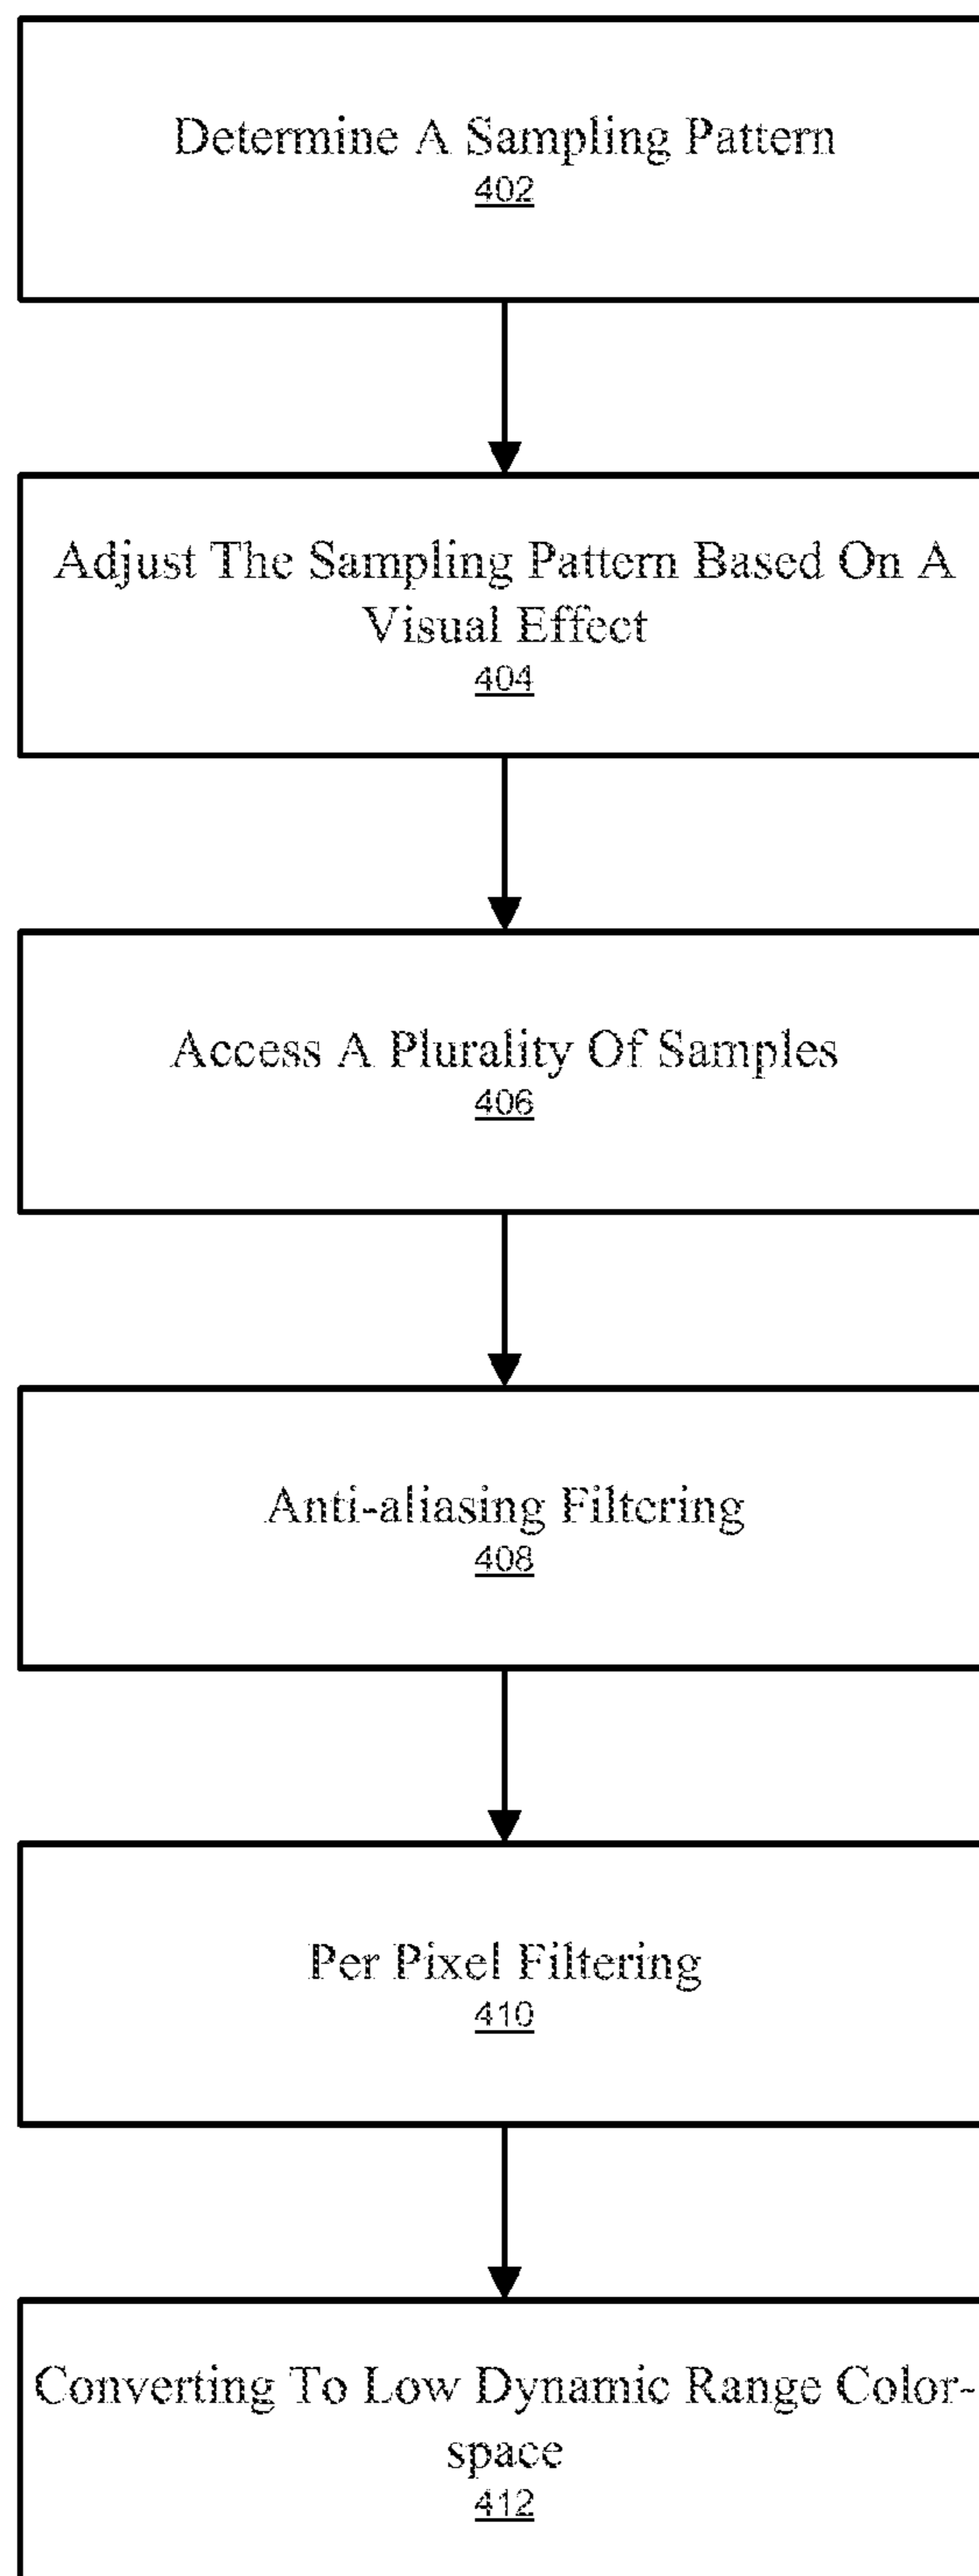 Determine A Sampling Pattern
402
Adjust The Sampling Pattern Based On A
Visual Effect
404
Access A Plurality Of Samples
406
Anti-aliasing Filtering
408
Per Pixel Filtering
410
Converting To Low Dynamic Range Color-
space
412